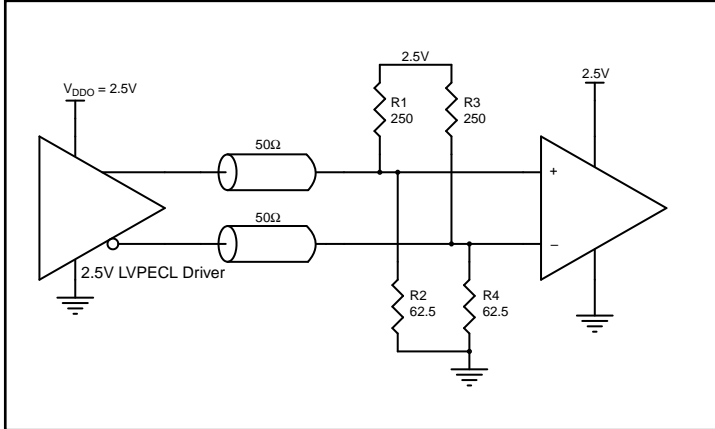 2.5V
V_DDO = 2.5V
2.5V
R1
250
R3
250
50Ω
+
50Ω
−
2.5V LVPECL Driver
R2
62.5
R4
62.5